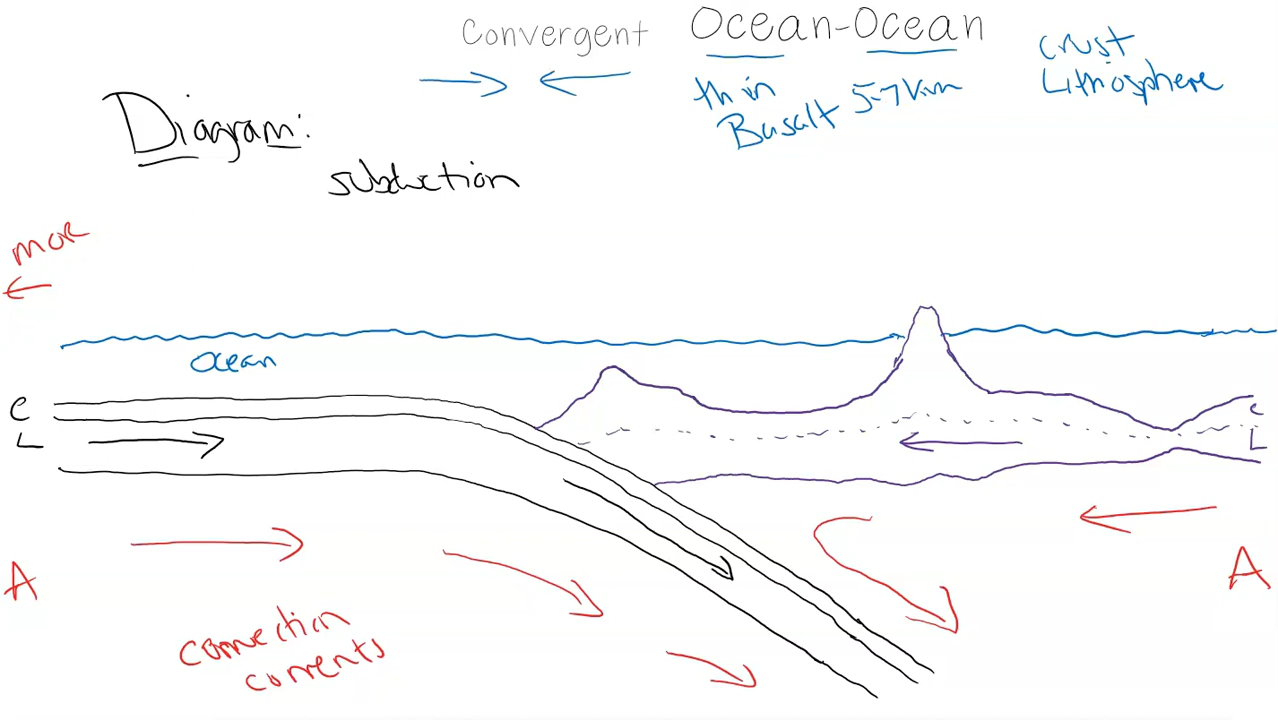 Convergent Ocean-Ocean
thin
Basalt 5-7km
crust
Lithosphere
Diagram:
subduction
MOR
Ocean
C
L
C
L
A
A
convection
currents